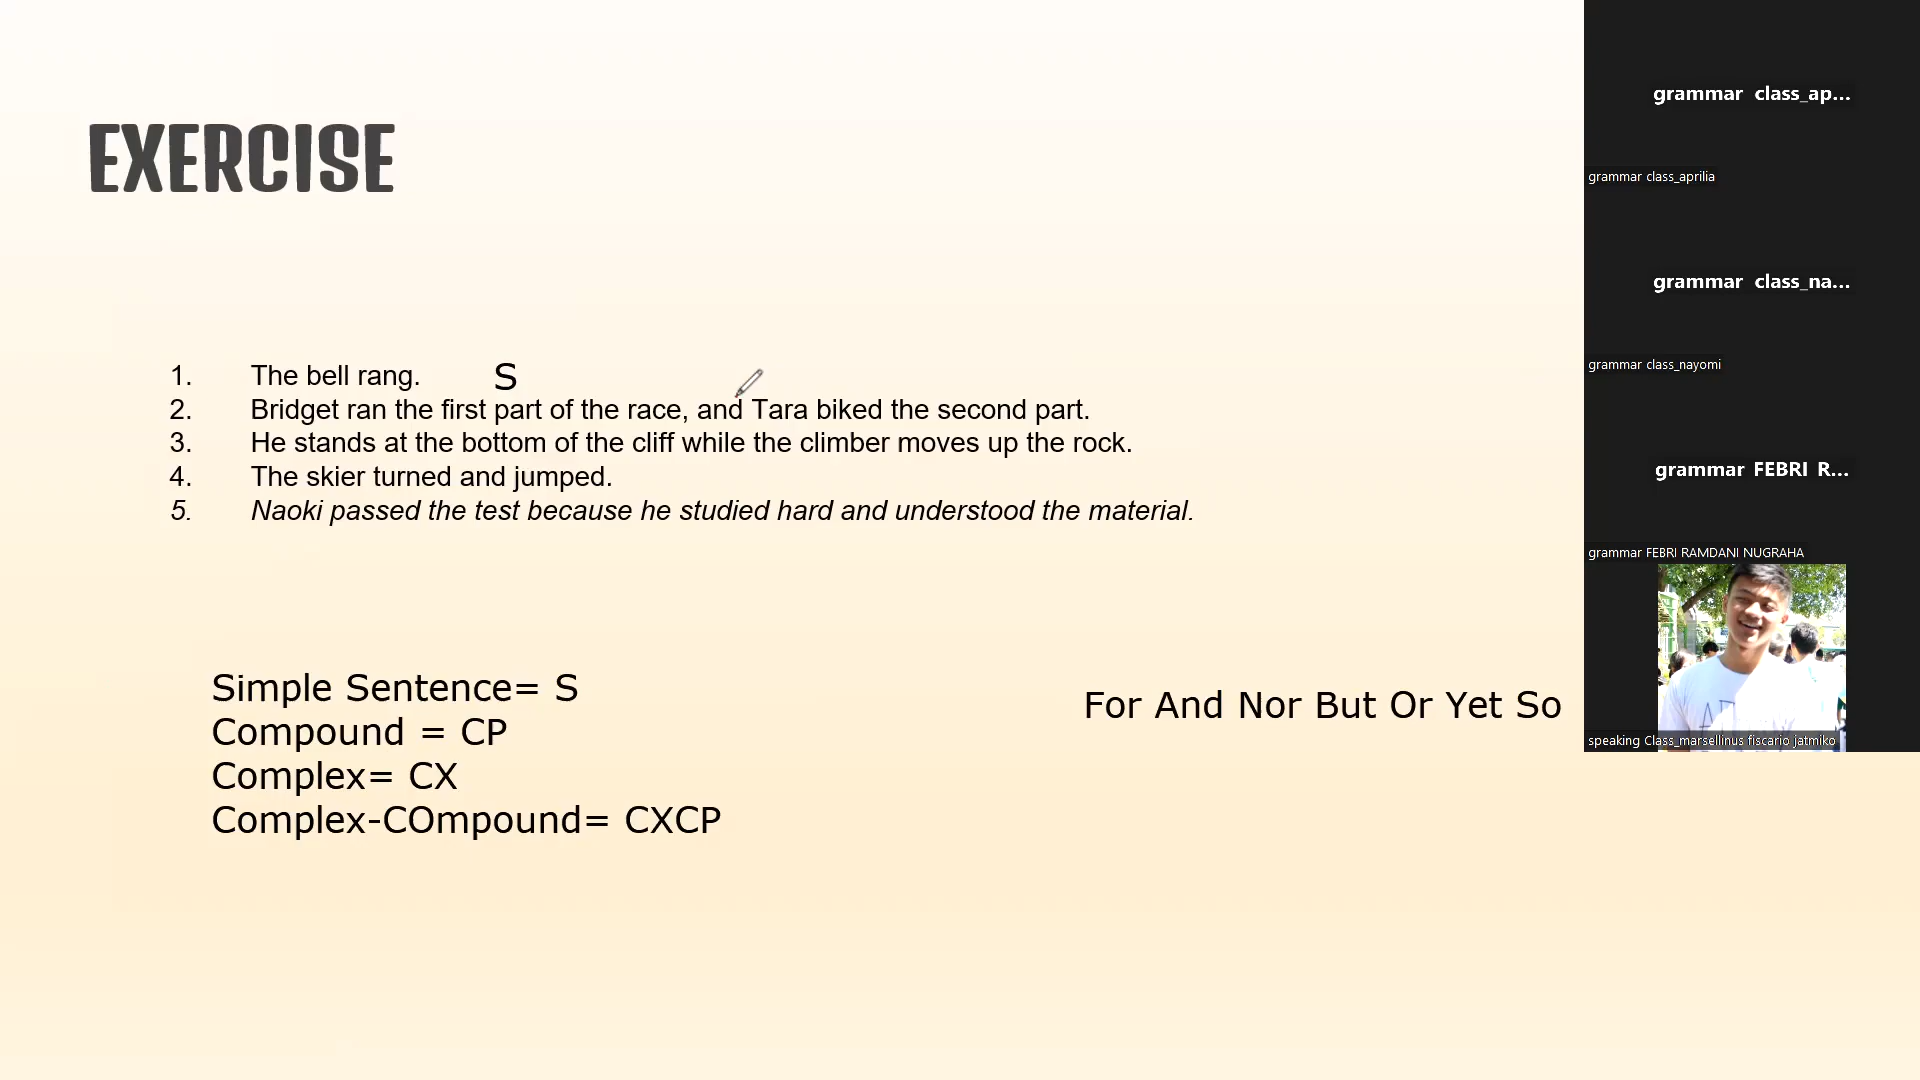 EXERCISE
1. The bell rang. S
2. Bridget ran the first part of the race, and Tara biked the second part.
3. He stands at the bottom of the cliff while the climber moves up the rock.
4. The skier turned and jumped.
5. Naoki passed the test because he studied hard and understood the material.
Simple Sentence= S
Compound = CP
Complex= CX
Complex-COmpound= CXCP
For And Nor But Or Yet So
grammar class_ap...
grammar class_aprilia
grammar class_na...
grammar class_nayomi
grammar FEBRI R...
grammar FEBRI RAMDANI NUGRAHA
speaking Class_marsellinus fiscario jatmiko